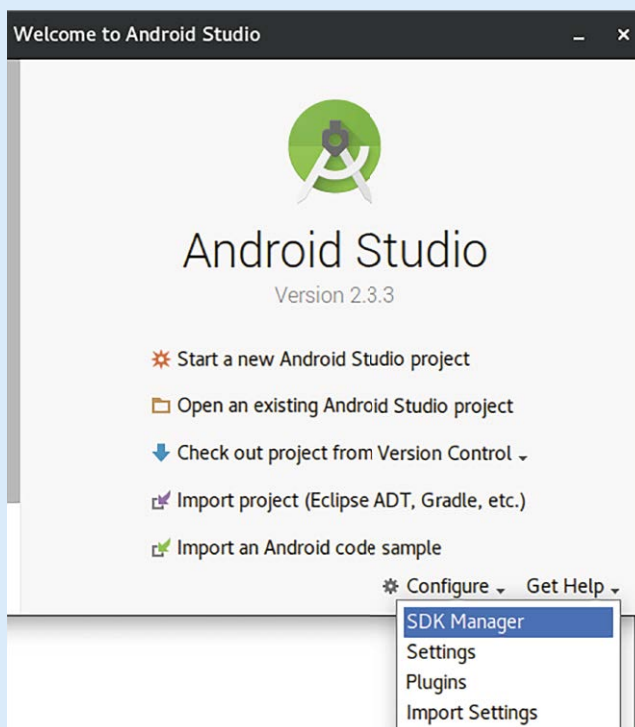 Welcome to Android Studio
Android Studio
Version 2.3.3
Start a new Android Studio project
Open an existing Android Studio project
Check out project from Version Control
Import project (Eclipse ADT, Gradle, etc.)
Import an Android code sample
Configure Get Help
SDK Manager
Settings
Plugins
Import Settings